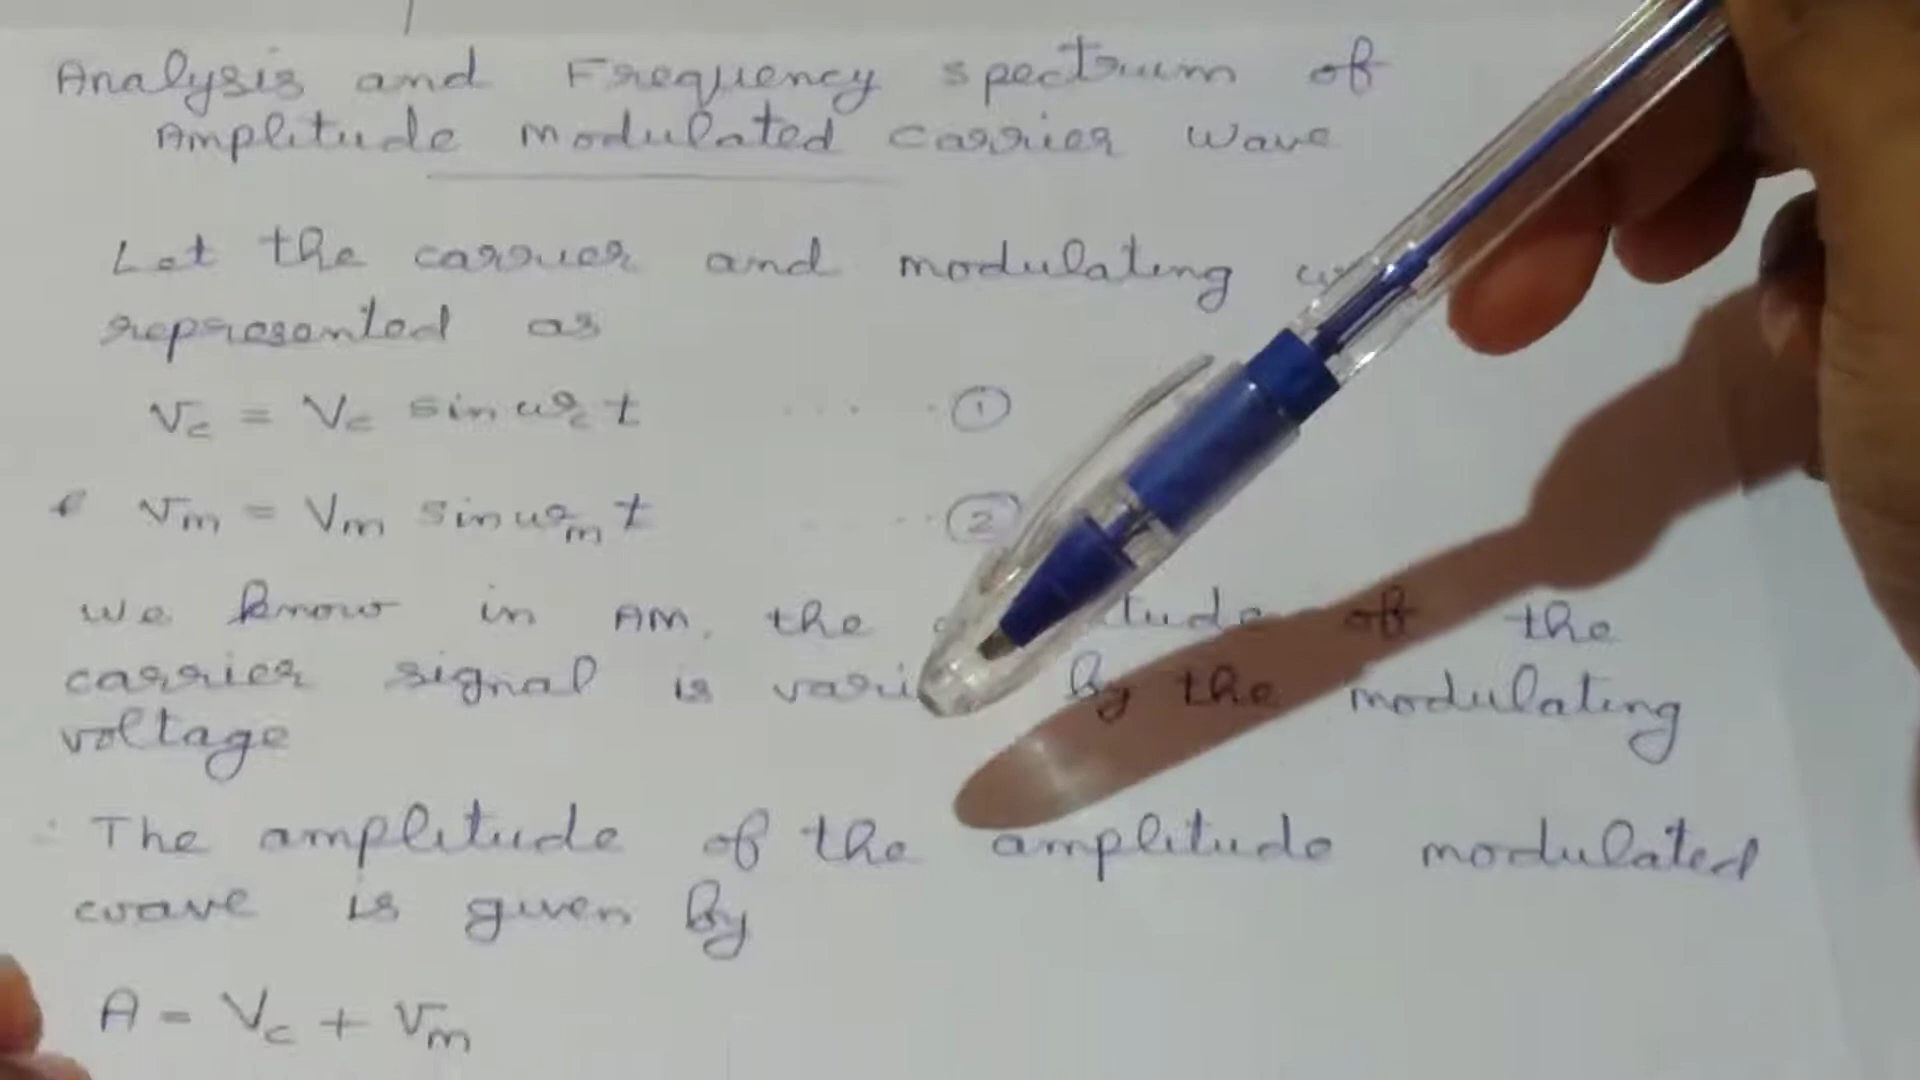 Analysis and Frequency spectrum of
Amplitude modulated carrier wave
Let the carrier and modulating
represented as
vc = Vc sin ωc t .... ①
& vm = Vm sin ωm t .... ②
we know in AM, the of the
carrier signal is by the modulating
voltage
∴ The amplitude of the amplitude modulated
wave is given by
A = Vc + vm